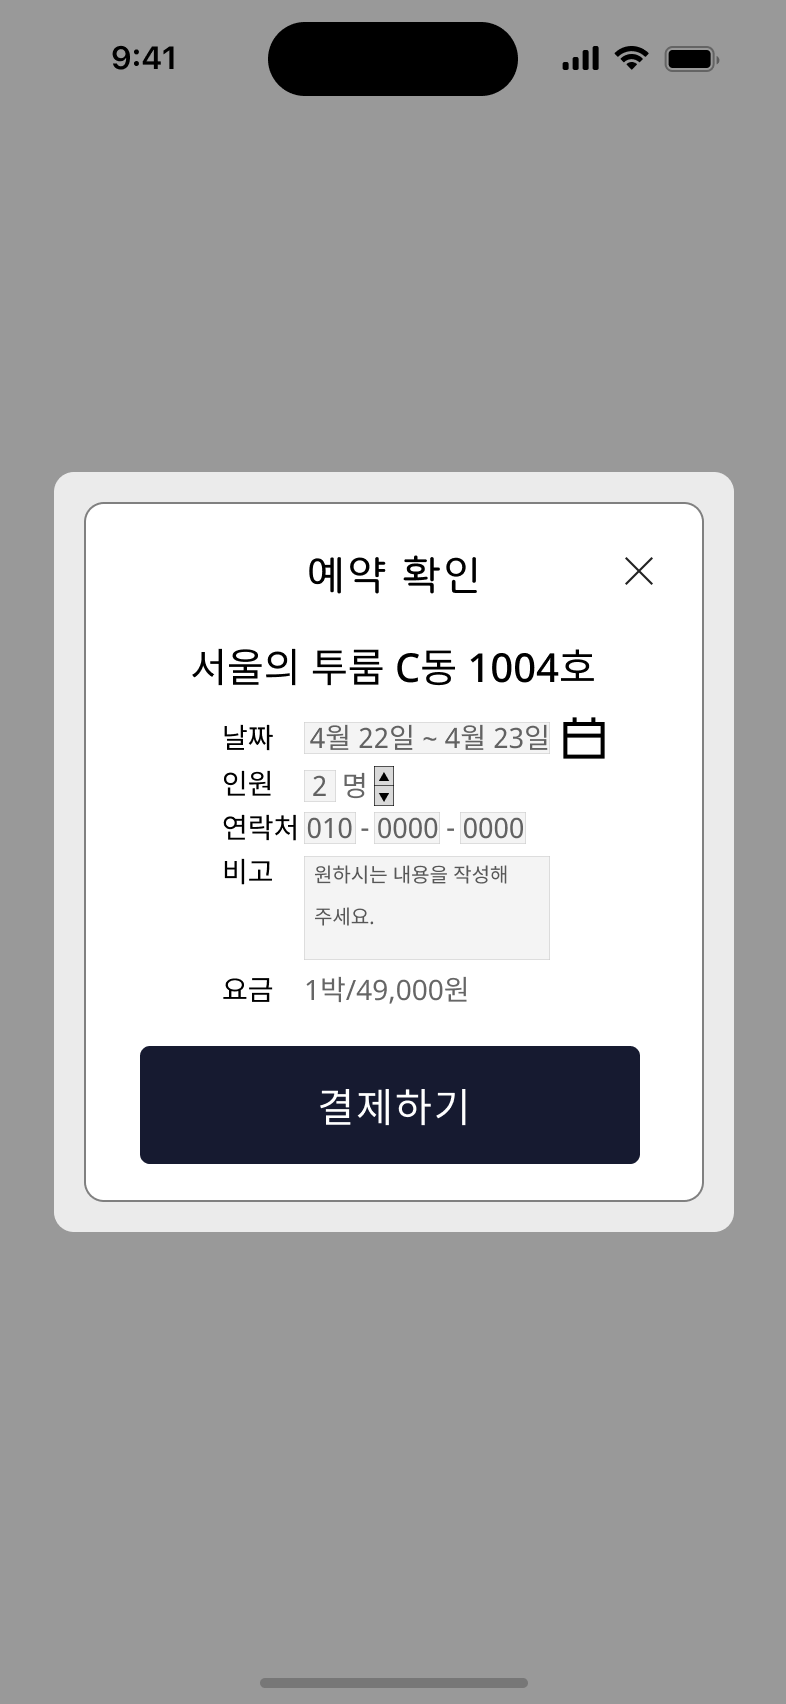 9:41
예약 확인
서울의 투룸 C동 1004호
날짜 4월 22일 ~ 4월 23일
인원 2 명
연락처 010 - 0000 - 0000
비고 원하시는 내용을 작성해
주세요.
요금 1박/49,000원
결제하기